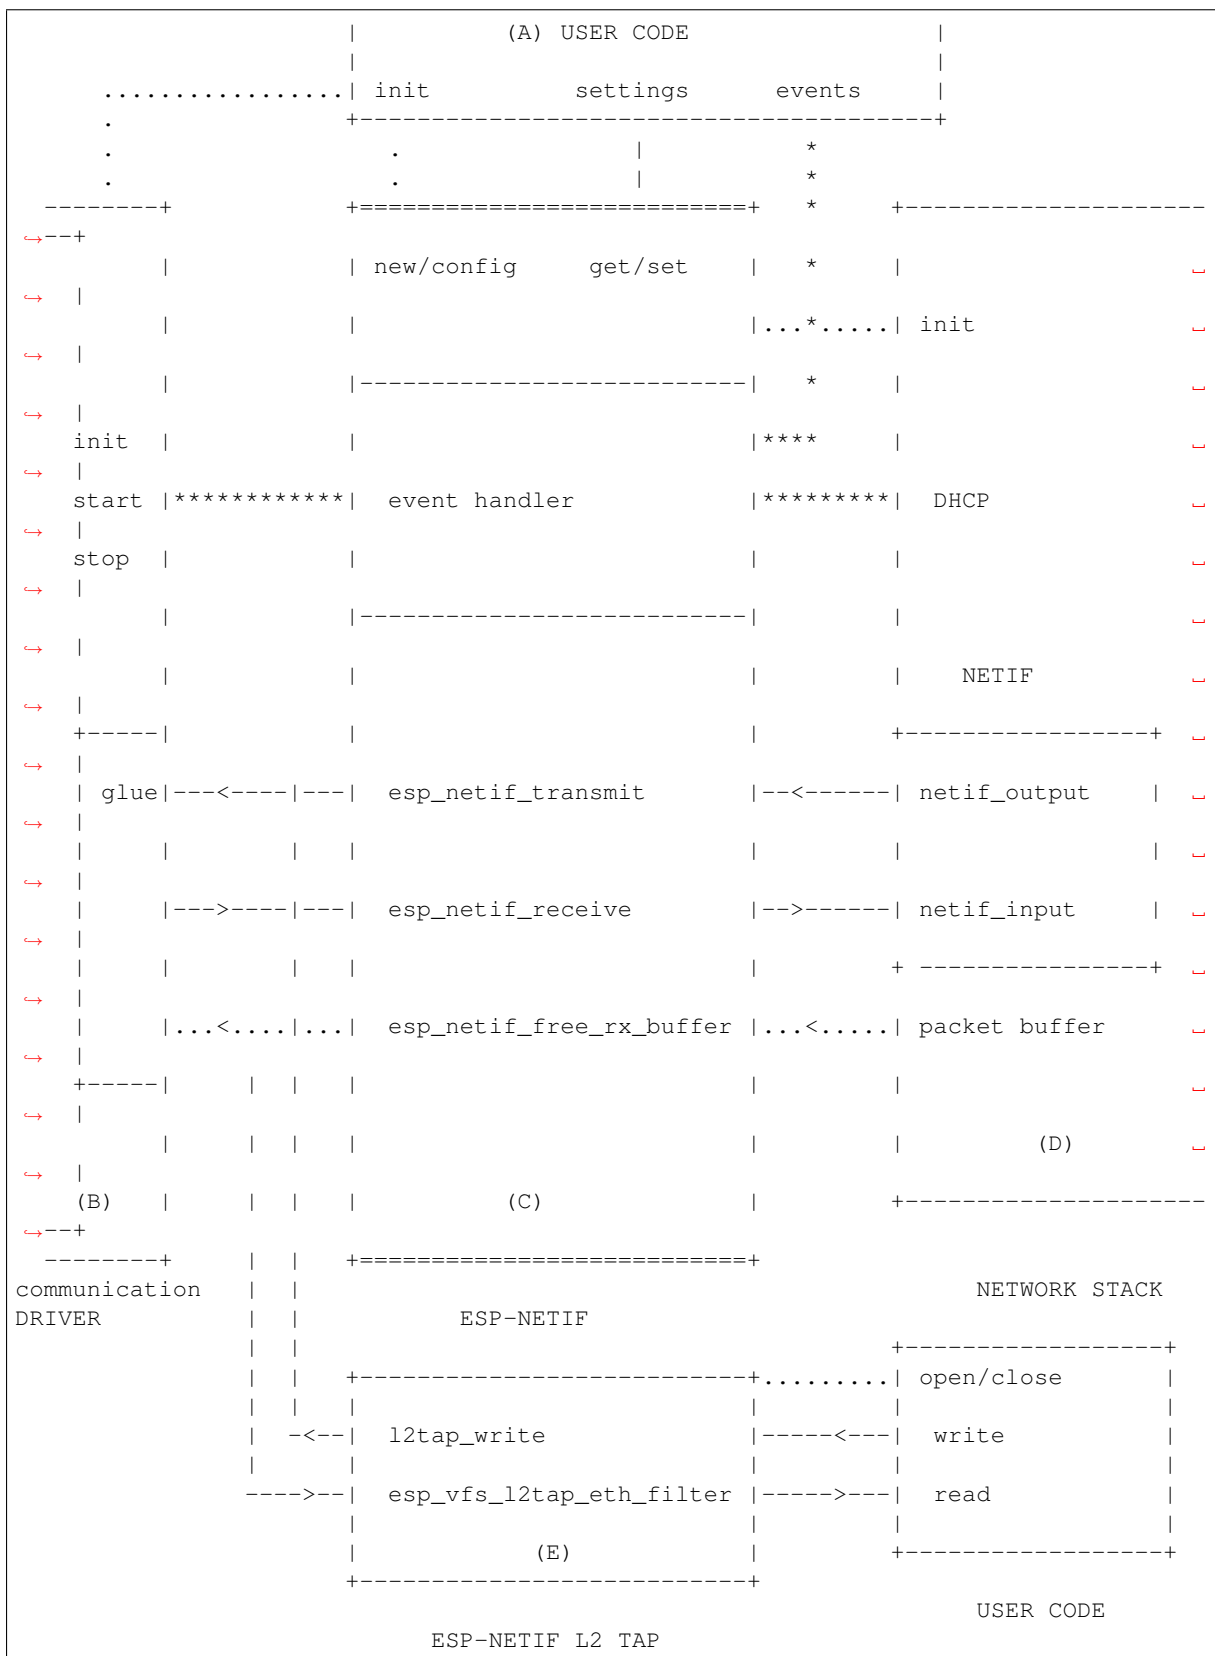 |          (A) USER CODE                 |
                       |                                        |
      .................| init          settings      events     |
      .                +----------------------------------------+
      .                   .                |           *
      .                   .                |           *
  --------+            +===========================+   *     +---------------------
↪--+
          |            | new/config     get/set    |   *     |                    ␣
↪   |
          |            |                           |...*.....| init               ␣
↪   |
          |            |---------------------------|   *     |                    ␣
↪   |
    init  |            |                           |****     |                    ␣
↪   |
    start |************|  event handler            |*********|  DHCP              ␣
↪   |
    stop  |            |                           |         |                    ␣
↪   |
          |            |---------------------------|         |                    ␣
↪   |
          |            |                           |         |    NETIF           ␣
↪   |
    +-----|            |                           |         +-----------------+  ␣
↪   |
    | glue|---<----|---|  esp_netif_transmit       |--<------| netif_output    |  ␣
↪   |
    |     |        |   |                           |         |                 |  ␣
↪   |
    |     |--->----|---|  esp_netif_receive        |-->------| netif_input     |  ␣
↪   |
    |     |        |   |                           |         + ----------------+  ␣
↪   |
    |     |...<....|...|  esp_netif_free_rx_buffer |...<.....| packet buffer      ␣
↪   |
    +-----|     |  |   |                           |         |                    ␣
↪   |
          |     |  |   |                           |         |         (D)        ␣
↪   |
    (B)   |     |  |   |          (C)              |         +---------------------
↪--+
  --------+     |  |   +===========================+
communication   |  |                                               NETWORK STACK
DRIVER          |  |           ESP-NETIF
                |  |                                         +------------------+
                |  |   +---------------------------+.........| open/close       |
                |  |   |                           |         |                  |
                |  -<--|  l2tap_write              |-----<---|  write           |
                |      |                           |         |                  |
                ---->--|  esp_vfs_l2tap_eth_filter |----->---|  read            |
                       |                           |         |                  |
                       |            (E)            |         +------------------+
                       +---------------------------+
                                                                  USER CODE
                             ESP-NETIF L2 TAP